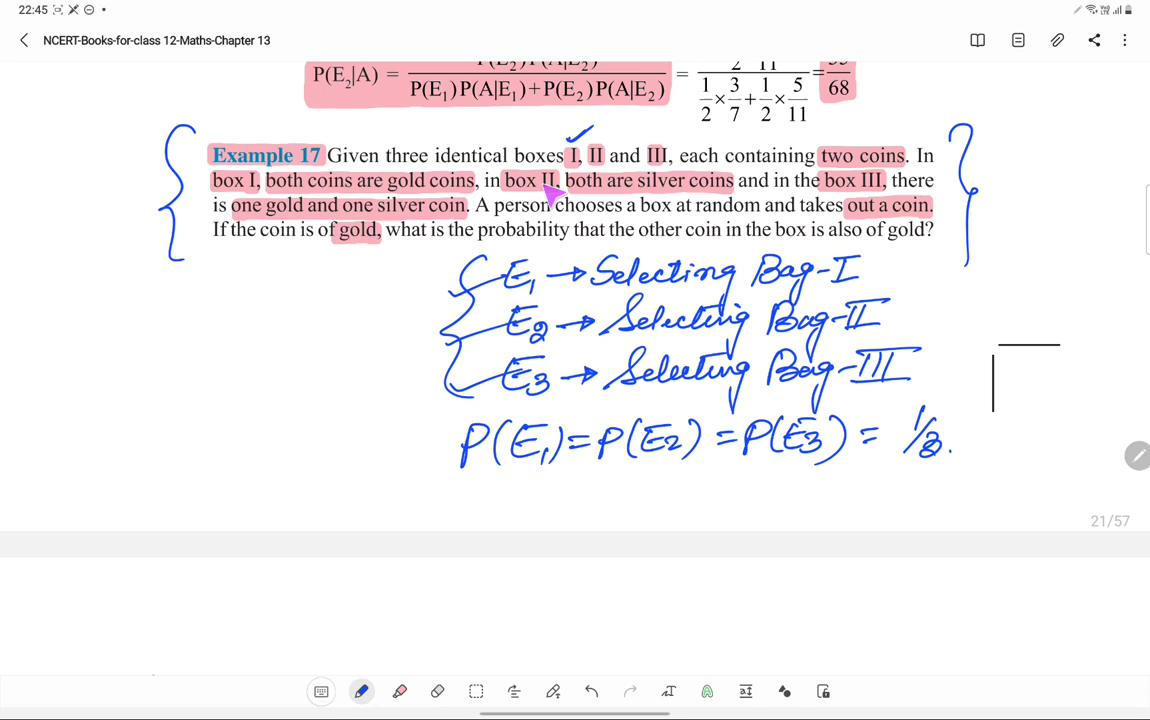 22:45
NCERT-Books-for-class 12-Maths-Chapter 13
P(E₂|A) = P(E₁)P(A|E₁)+P(E₂)P(A|E₂) = 1/2 × 3/7 + 1/2 × 5/11 = 68
Example 17 Given three identical boxes I, II and III, each containing two coins. In
box I, both coins are gold coins, in box II, both are silver coins and in the box III, there
is one gold and one silver coin. A person chooses a box at random and takes out a coin.
If the coin is of gold, what is the probability that the other coin in the box is also of gold?
E₁ → Selecting Bag-I
E₂ → Selecting Bag-II
E₃ → Selecting Bag-III
P(E₁) = P(E₂) = P(E₃) = 1/3.
21/57